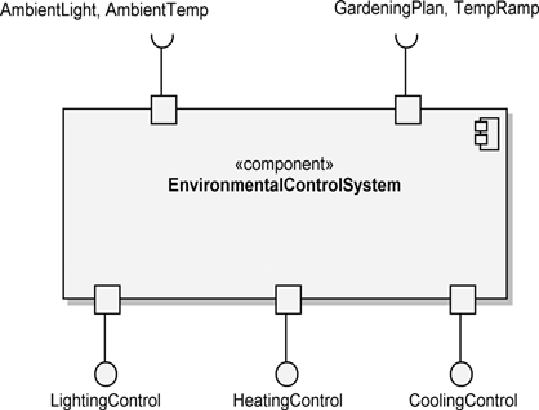 AmbientLight, AmbientTemp
GardeningPlan, TempRamp
«component»
EnvironmentalControlSystem
LightingControl
HeatingControl
CoolingControl